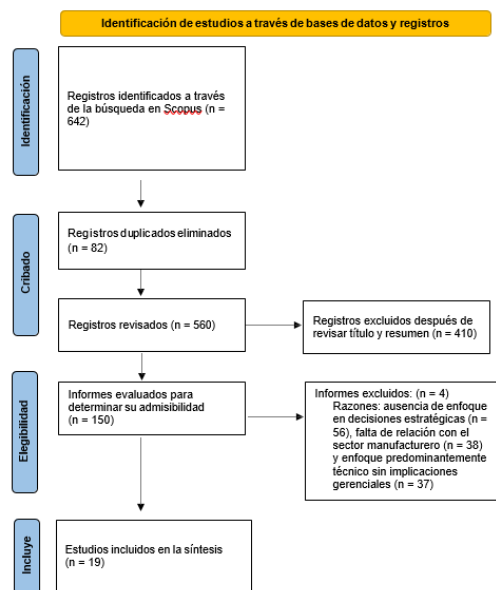 Identificación de estudios a través de bases de datos y registros
Identificación
Registros identificados a través
de la búsqueda en Scopus (n =
642)
Cribado
Registros duplicados eliminados
(n = 82)
Registros revisados (n = 560)
Registros excluidos después de
revisar título y resumen (n = 410)
Elegibilidad
Informes evaluados para
determinar su admisibilidad
(n = 150)
Informes excluidos: (n = 4)
Razones: ausencia de enfoque
en decisiones estratégicas (n =
56), falta de relación con el
sector manufacturero (n = 38)
y enfoque predominantemente
técnico sin implicaciones
gerenciales (n = 37)
Incluye
Estudios incluidos en la síntesis
(n = 19)